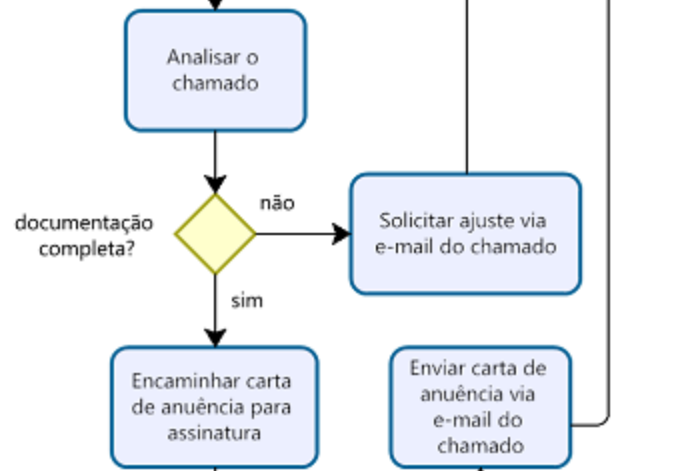 Analisar o
chamado
não
documentação
completa?
Solicitar ajuste via
e-mail do chamado
sim
Encaminhar carta
de anuência para
assinatura
Enviar carta de
anuência via
e-mail do
chamado